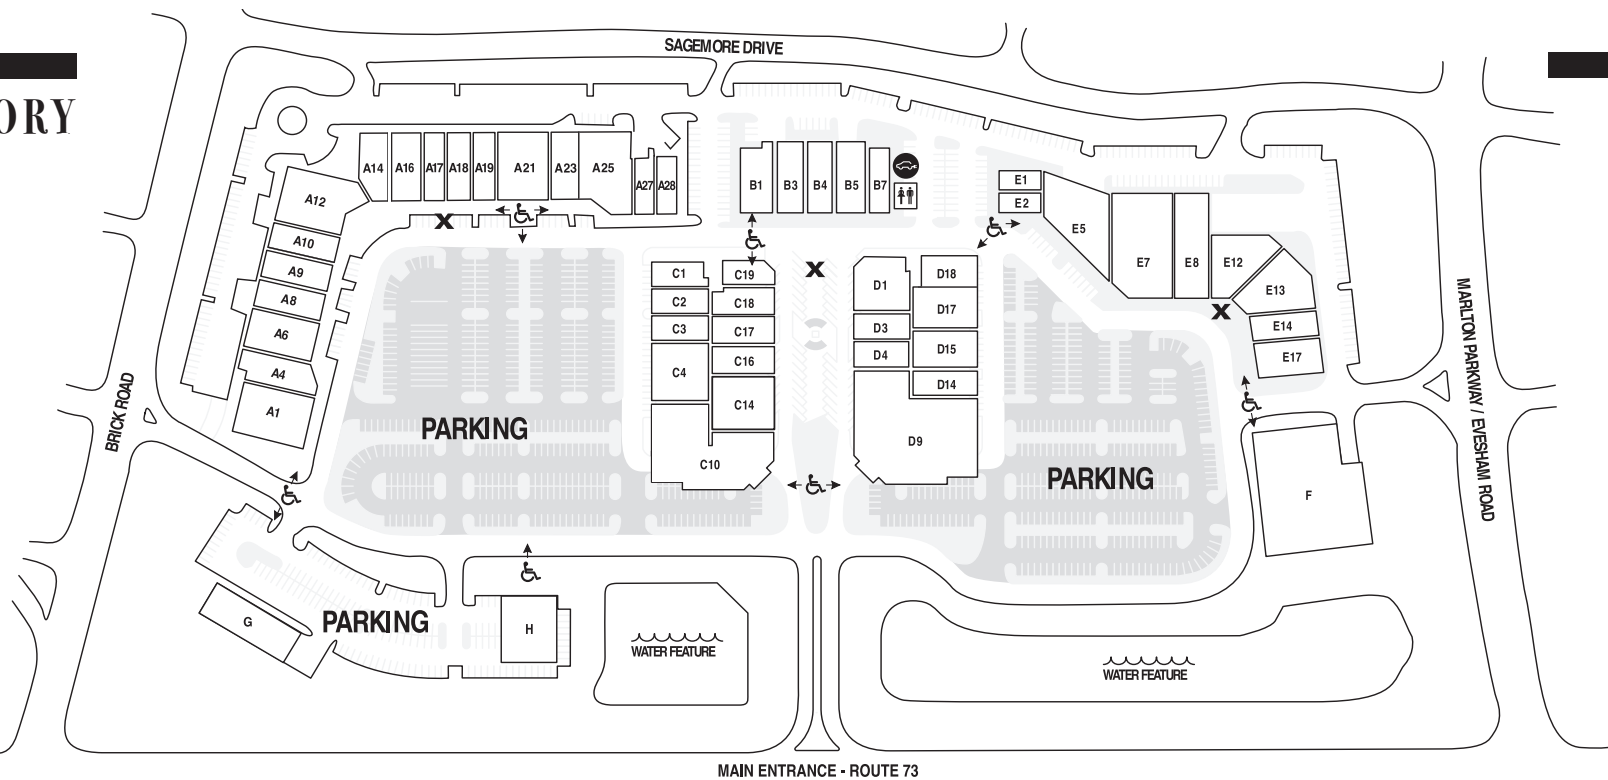 SAGEMORE DRIVE
ORY
A14 A16 A17 A18 A19 A21 A23 A25 A27 A28
B1 B3 B4 B5 B7
E1
E2
A12
A10
A9
A8
A6
A4
A1
X
X
X
C1
C2
C3
C4
C10
C19
C18
C17
C16
C14
D1
D3
D4
D9
D18
D17
D15
D14
E5
E7
E8
E12
E13
E14
E17
F
BRICK ROAD
MARLTON PARKWAY / EVESHAM ROAD
PARKING
PARKING
PARKING
G
H
WATER FEATURE
WATER FEATURE
MAIN ENTRANCE - ROUTE 73